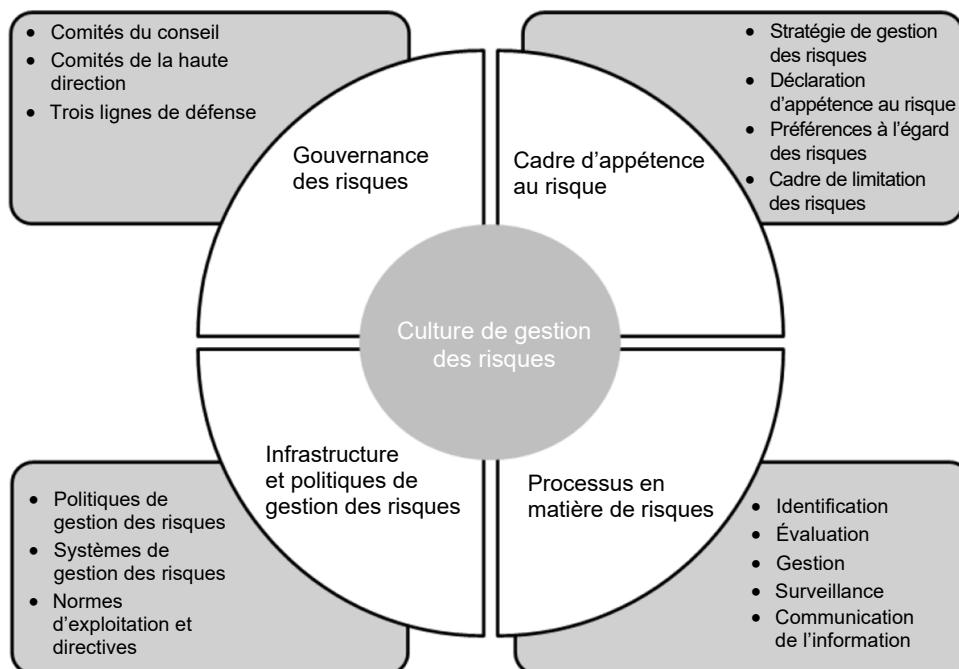 • Comités du conseil
• Comités de la haute
direction
• Trois lignes de défense
Gouvernance
des risques
• Stratégie de gestion
des risques
• Déclaration
d’appétence au risque
• Préférences à l’égard
des risques
• Cadre de limitation
des risques
Cadre d’appétence
au risque
Culture de gestion
des risques
Infrastructure
et politiques de
gestion des risques
• Politiques de
gestion des risques
• Systèmes de
gestion des risques
• Normes
d’exploitation et
directives
Processus en
matière de risques
• Identification
• Évaluation
• Gestion
• Surveillance
• Communication
de l’information